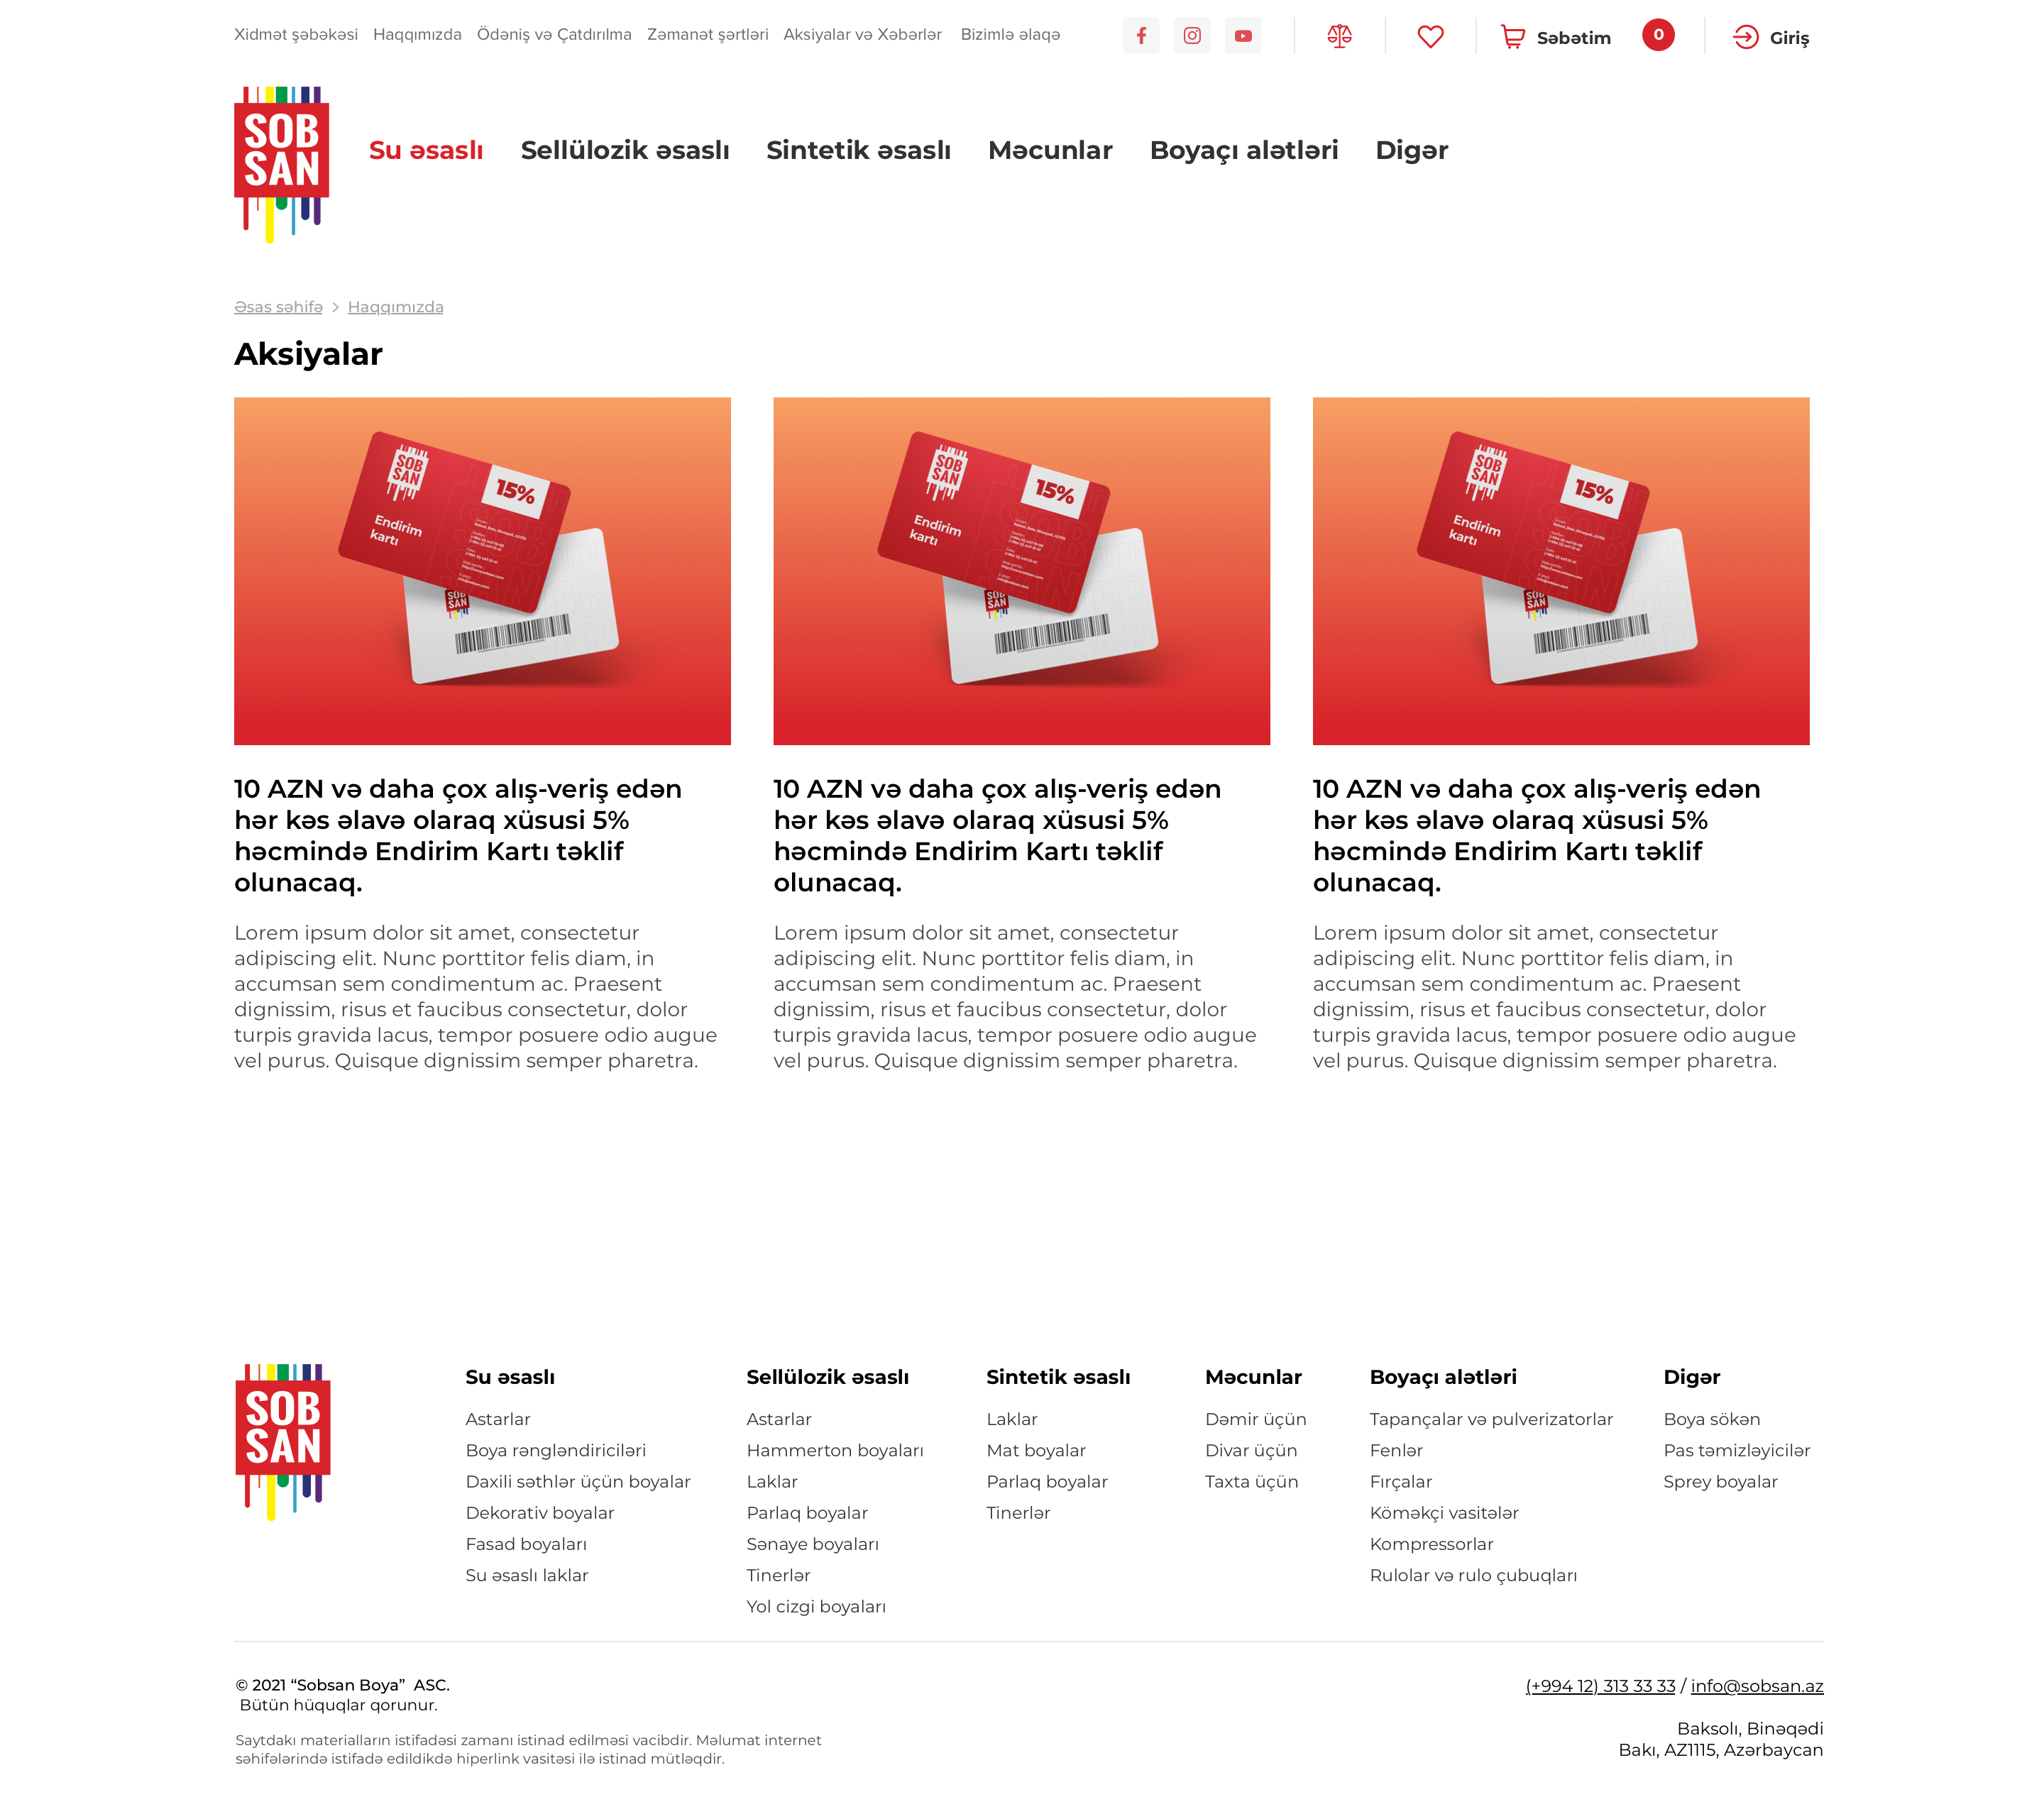 Xidmət şəbəkəsi Haqqımızda Ödəniş və Çatdırılma Zəmanət şərtləri Aksiyalar və Xəbərlər Bizimlə əlaqə Səbətim 0 Giriş
SOB
SAN
Su əsaslı Sellülozik əsaslı Sintetik əsaslı Məcunlar Boyaçı alətləri Digər
Əsas səhifə > Haqqımızda
Aksiyalar
SOB
SAN
15%
Endirim
kartı
SOB
SAN
SOB
SAN
15%
Endirim
kartı
SOB
SAN
SOB
SAN
15%
Endirim
kartı
SOB
SAN
10 AZN və daha çox alış-veriş edən
hər kəs əlavə olaraq xüsusi 5%
həcmində Endirim Kartı təklif
olunacaq.
Lorem ipsum dolor sit amet, consectetur
adipiscing elit. Nunc porttitor felis diam, in
accumsan sem condimentum ac. Praesent
dignissim, risus et faucibus consectetur, dolor
turpis gravida lacus, tempor posuere odio augue
vel purus. Quisque dignissim semper pharetra.
10 AZN və daha çox alış-veriş edən
hər kəs əlavə olaraq xüsusi 5%
həcmində Endirim Kartı təklif
olunacaq.
Lorem ipsum dolor sit amet, consectetur
adipiscing elit. Nunc porttitor felis diam, in
accumsan sem condimentum ac. Praesent
dignissim, risus et faucibus consectetur, dolor
turpis gravida lacus, tempor posuere odio augue
vel purus. Quisque dignissim semper pharetra.
10 AZN və daha çox alış-veriş edən
hər kəs əlavə olaraq xüsusi 5%
həcmində Endirim Kartı təklif
olunacaq.
Lorem ipsum dolor sit amet, consectetur
adipiscing elit. Nunc porttitor felis diam, in
accumsan sem condimentum ac. Praesent
dignissim, risus et faucibus consectetur, dolor
turpis gravida lacus, tempor posuere odio augue
vel purus. Quisque dignissim semper pharetra.
SOB
SAN
Su əsaslı
Astarlar
Boya rəngləndiriciləri
Daxili səthlər üçün boyalar
Dekorativ boyalar
Fasad boyaları
Su əsaslı laklar
Sellülozik əsaslı
Astarlar
Hammerton boyaları
Laklar
Parlaq boyalar
Sənaye boyaları
Tinerlər
Yol cizgi boyaları
Sintetik əsaslı
Laklar
Mat boyalar
Parlaq boyalar
Tinerlər
Məcunlar
Dəmir üçün
Divar üçün
Taxta üçün
Boyaçı alətləri
Tapançalar və pulverizatorlar
Fenlər
Fırçalar
Köməkçi vasitələr
Kompressorlar
Rulolar və rulo çubuqları
Digər
Boya sökən
Pas təmizləyicilər
Sprey boyalar
© 2021 “Sobsan Boya” ASC.
Bütün hüquqlar qorunur.
Saytdakı materialların istifadəsi zamanı istinad edilməsi vacibdir. Məlumat internet
səhifələrində istifadə edildikdə hiperlink vasitəsi ilə istinad mütləqdir.
(+994 12) 313 33 33 / info@sobsan.az
Baksolı, Binəqədi
Bakı, AZ1115, Azərbaycan